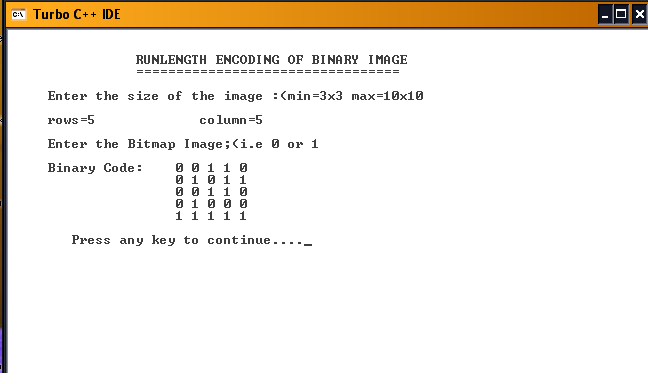 Turbo C++ IDE
RUNLENGTH ENCODING OF BINARY IMAGE
=================================
Enter the size of the image :(min=3x3 max=10x10
rows=5 column=5
Enter the Bitmap Image;(i.e 0 or 1
Binary Code: 0 0 1 1 0
0 1 0 1 1
0 0 1 1 0
0 1 0 0 0
1 1 1 1 1
Press any key to continue...._